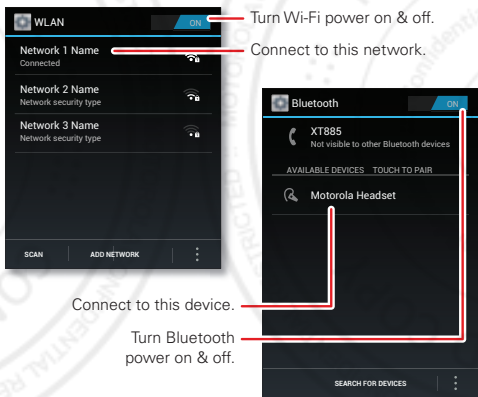 WLAN
ON
Turn Wi-Fi power on & off.
Network 1 Name
Connected
Connect to this network.
Network 2 Name
Network security type
Network 3 Name
Network security type
SCAN
ADD NETWORK
Bluetooth
ON
XT885
Not visible to other Bluetooth devices
AVAILABLE DEVICES
TOUCH TO PAIR
Motorola Headset
Connect to this device.
Turn Bluetooth
power on & off.
SEARCH FOR DEVICES